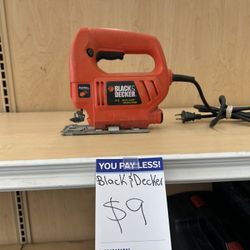 BLACK&
DECKER
YOU PAY LESS!
Black & Decker
$9